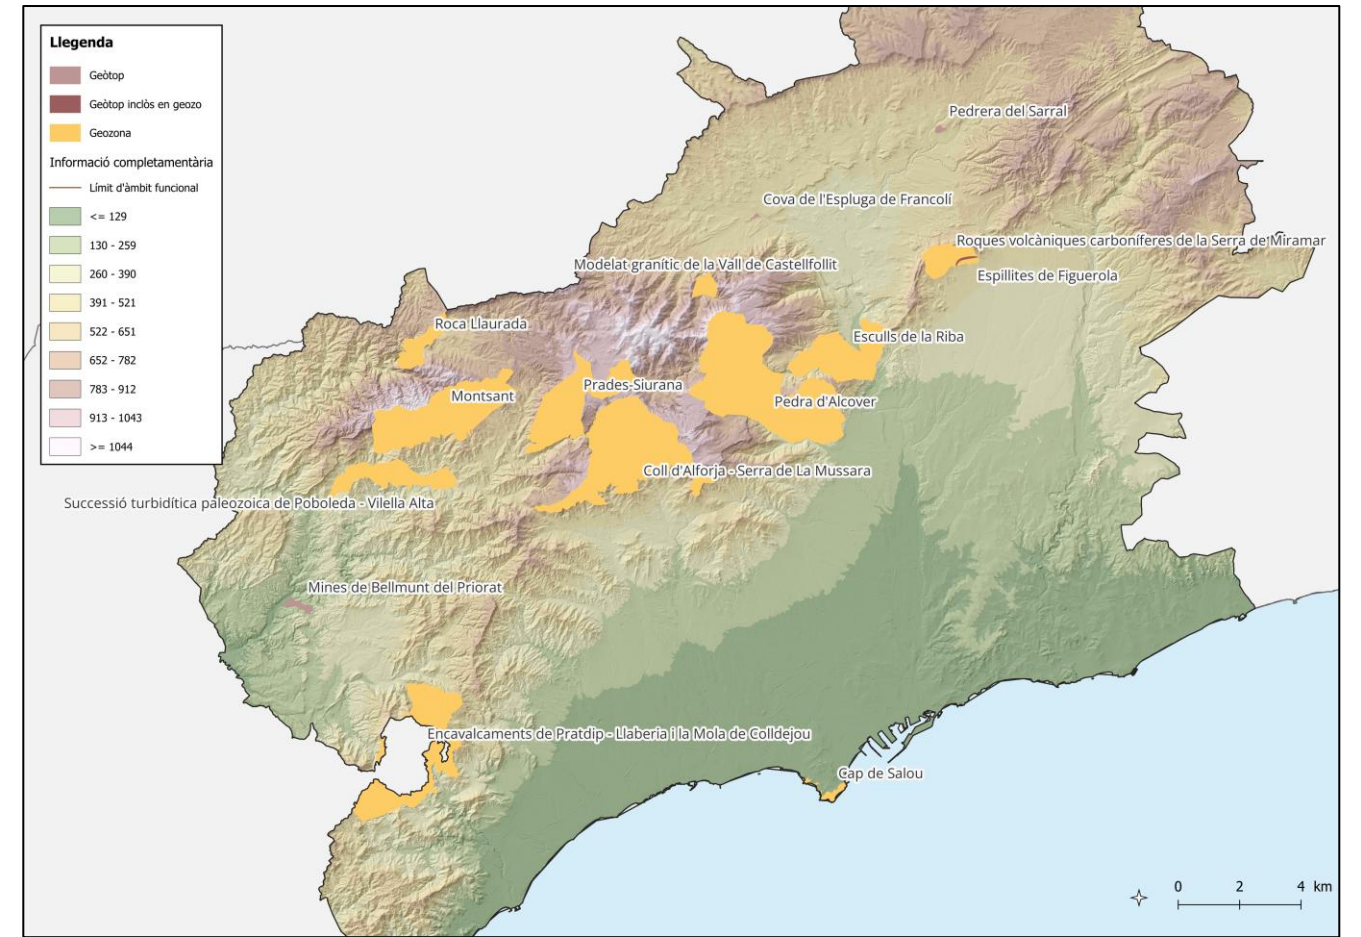 Llegenda
Geòtop
Geòtop inclòs en geozo
Geozona
Informació completamentària
Límit d'àmbit funcional
<= 129
130 - 259
260 - 390
391 - 521
522 - 651
652 - 782
783 - 912
913 - 1043
>= 1044
Pedrera del Sarral
Cova de l'Espluga de Francolí
Roques volcàniques carboníferes de la Serra de Miramar
Modelat granític de la Vall de Castellfollit
Espillites de Figuerola
Roca Llaurada
Esculls de la Riba
Prades-Siurana
Montsant
Pedra d'Alcover
Coll d'Alforja - Serra de La Mussara
Successió turbidítica paleozoica de Poboleda - Vilella Alta
Mines de Bellmunt del Priorat
Encavalcaments de Pratdip - Llaberia i la Mola de Colldejou
Cap de Salou
0 2 4 km